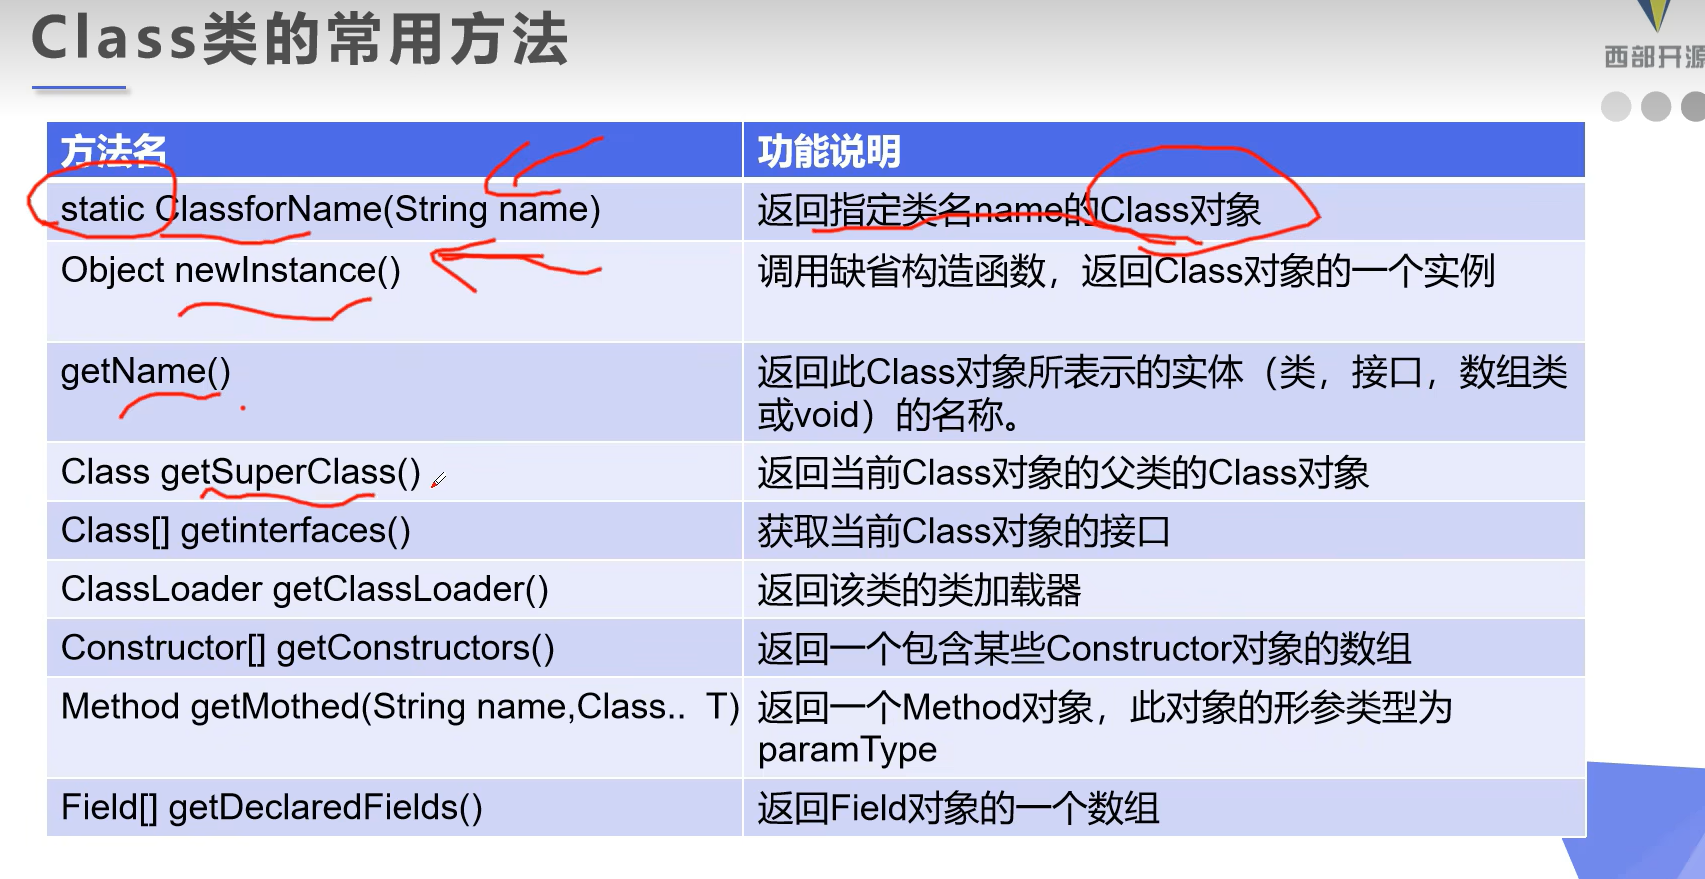 Class类的常用方法
西部开源
方法名 功能说明
static ClassforName(String name) 返回指定类名name的Class对象
Object newInstance() 调用缺省构造函数，返回Class对象的一个实例
getName() 返回此Class对象所表示的实体（类，接口，数组类
或void）的名称。
Class getSuperClass() 返回当前Class对象的父类的Class对象
Class[] getinterfaces() 获取当前Class对象的接口
ClassLoader getClassLoader() 返回该类的类加载器
Constructor[] getConstructors() 返回一个包含某些Constructor对象的数组
Method getMothed(String name,Class.. T) 返回一个Method对象，此对象的形参类型为
paramType
Field[] getDeclaredFields() 返回Field对象的一个数组